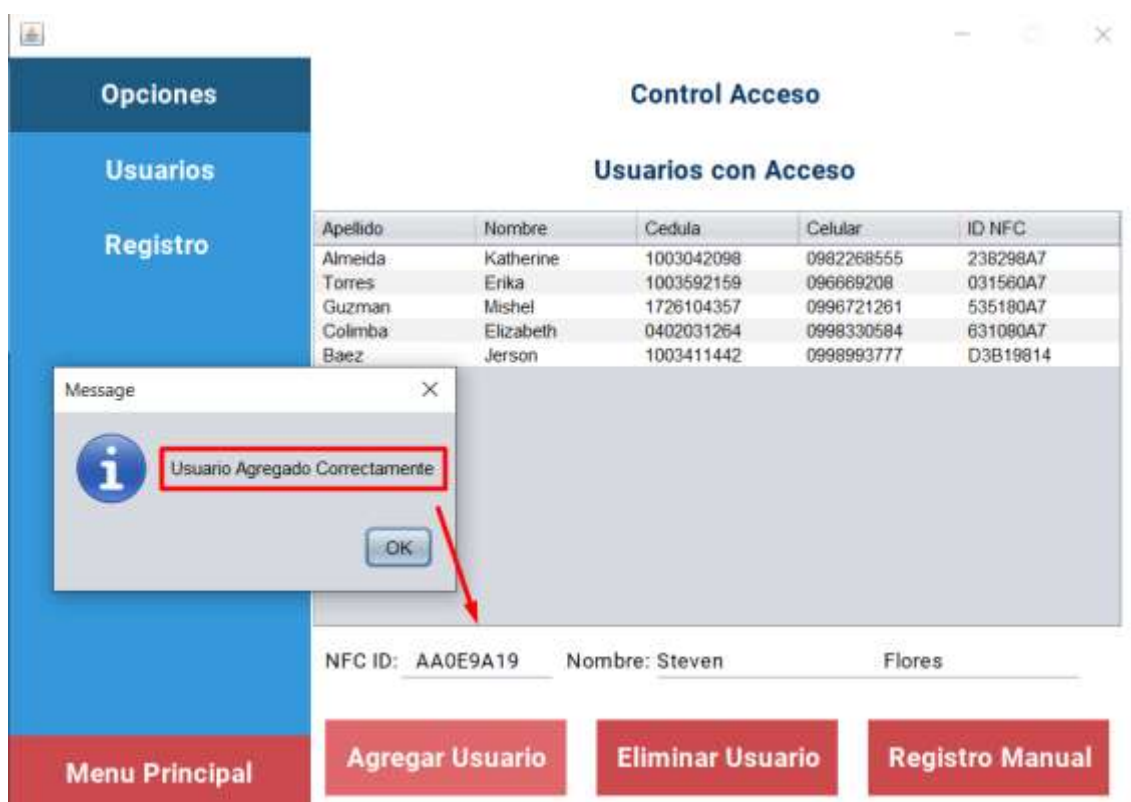 Opciones
Control Acceso
Usuarios
Usuarios con Acceso
Registro
Apellido Nombre Cedula Celular ID NFC
Almeida Katherine 1003042098 0982268555 238298A7
Torres Erika 1003592159 096669208 031560A7
Guzman Mishel 1726104357 0996721261 535180A7
Colimba Elizabeth 0402031264 0998330584 631080A7
Baez Jerson 1003411442 0998993777 D3B19814
Message
Usuario Agregado Correctamente
OK
NFC ID: AA0E9A19 Nombre: Steven Flores
Menu Principal
Agregar Usuario
Eliminar Usuario
Registro Manual